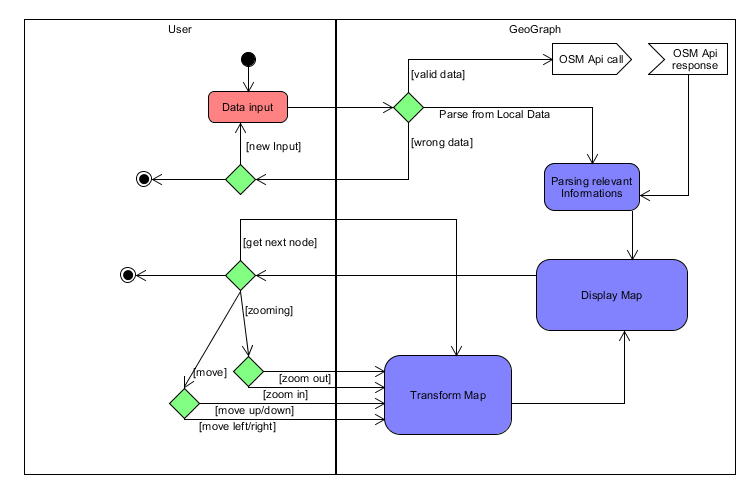 User
GeoGraph
OSM Api call
OSM Api
response
[valid data]
Data input
Parse from Local Data
[wrong data]
[new Input]
Parsing relevant
Informations
[get next node]
Display Map
[zooming]
[move]
[zoom out]
[zoom in]
Transform Map
[move up/down]
[move left/right]